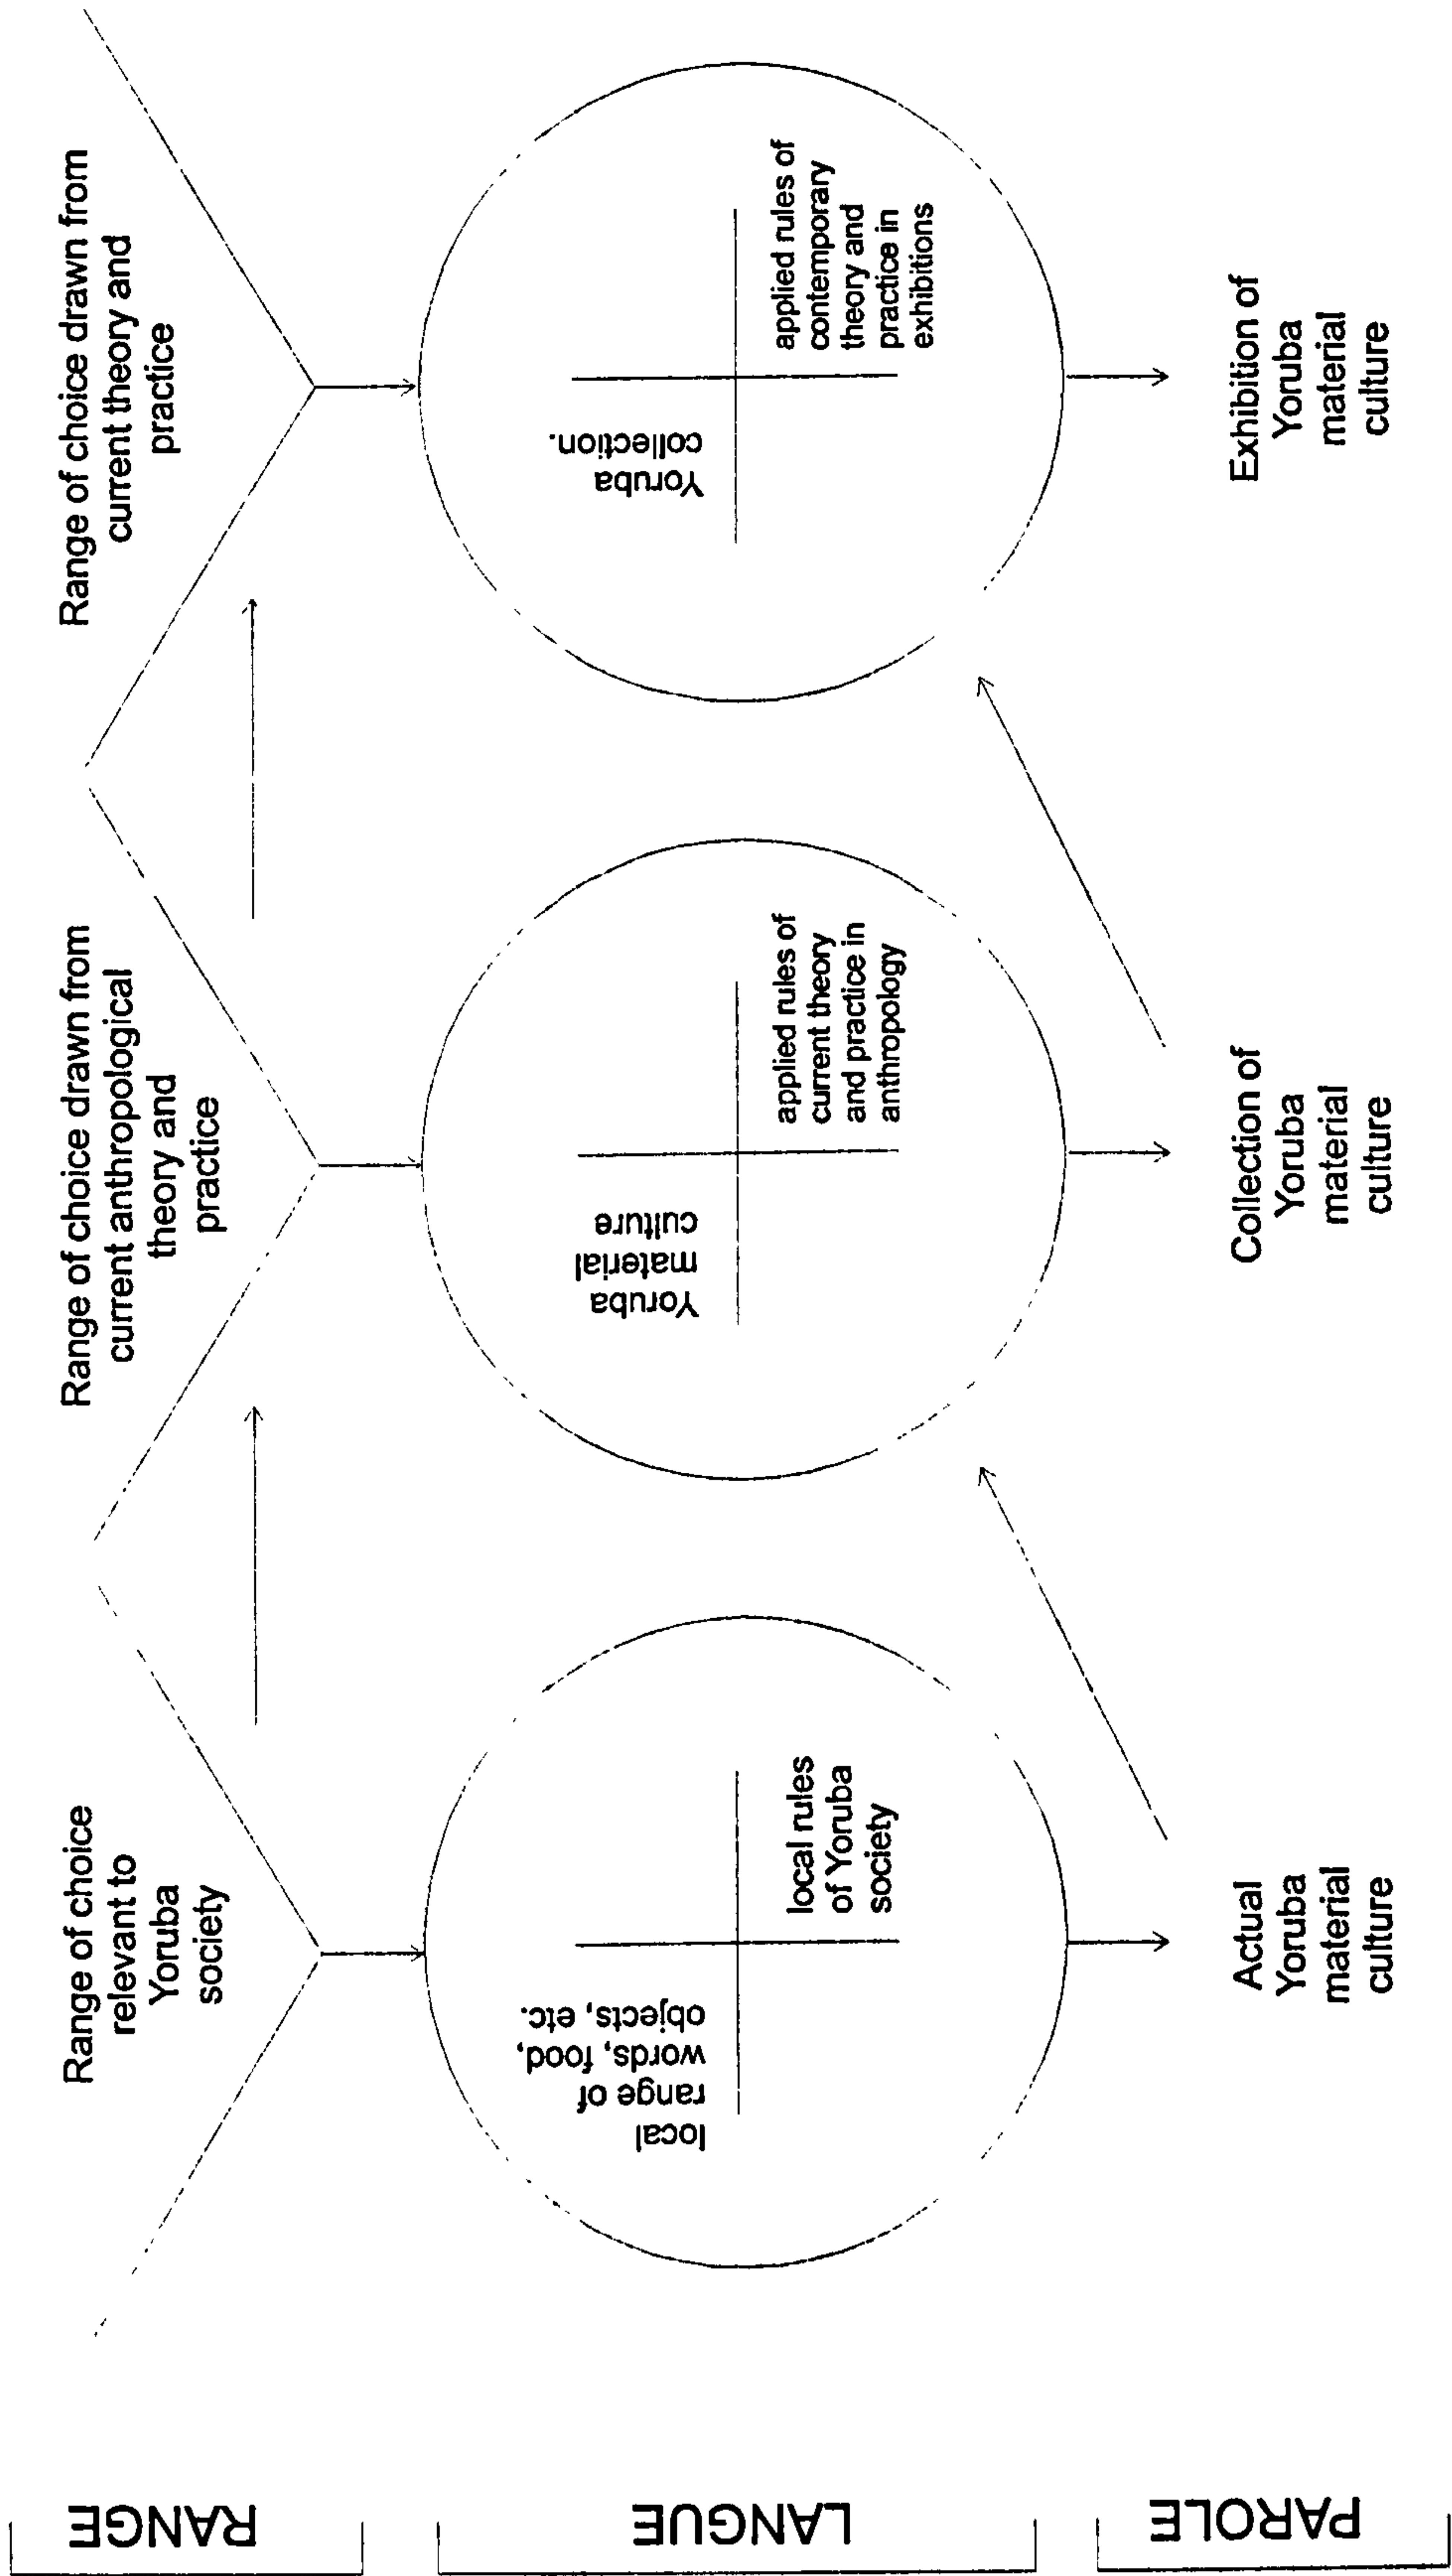 RANGE
Range of choice
relevant to
Yoruba
society
Range of choice drawn from
current anthropological
theory and
practice
Range of choice drawn from
current theory and
practice
LANGUE
local
range of
words, food,
objects, etc.
local rules
of Yoruba
society
Yoruba
material
culture
applied rules of
current theory
and practice in
anthropology
Yoruba
collection.
applied rules of
contemporary
theory and
practice in
exhibitions
PAROLE
Actual
Yoruba
material
culture
Collection of
Yoruba
material
culture
Exhibition of
Yoruba
material
culture